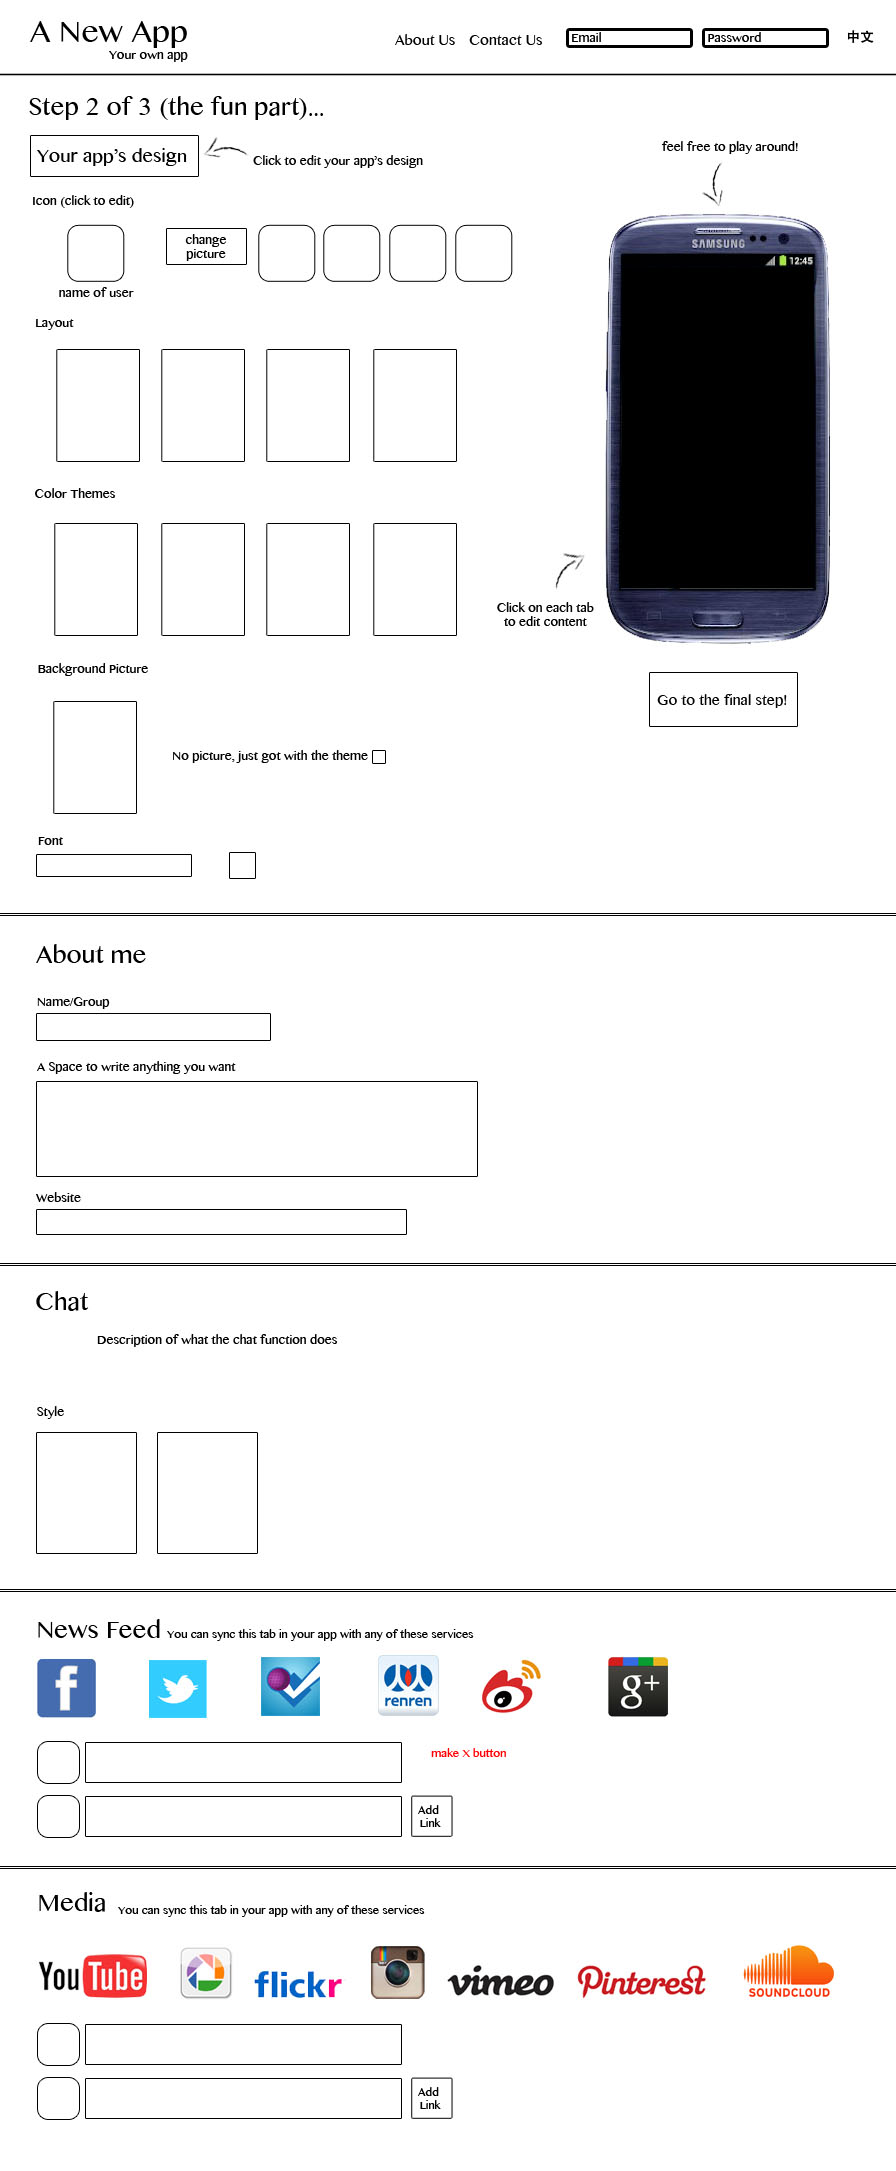 A New App
Your own app
About Us
Contact Us
Email
Password
中文
Step 2 of 3 (the fun part)...
Your app's design
Click to edit your app's design
feel free to play around!
Icon (click to edit)
change
picture
name of user
SAMSUNG
12:45
Layout
Color Themes
Click on each tab
to edit content
Background Picture
Go to the final step!
No picture, just got with the theme
Font
About me
Name/Group
A Space to write anything you want
Website
Chat
Description of what the chat function does
Style
News Feed You can sync this tab in your app with any of these services
f
renren
g+
make X button
Add
Link
Media You can sync this tab in your app with any of these services
YouTube
flickr
vimeo
Pinterest
SOUNDCLOUD
Add
Link